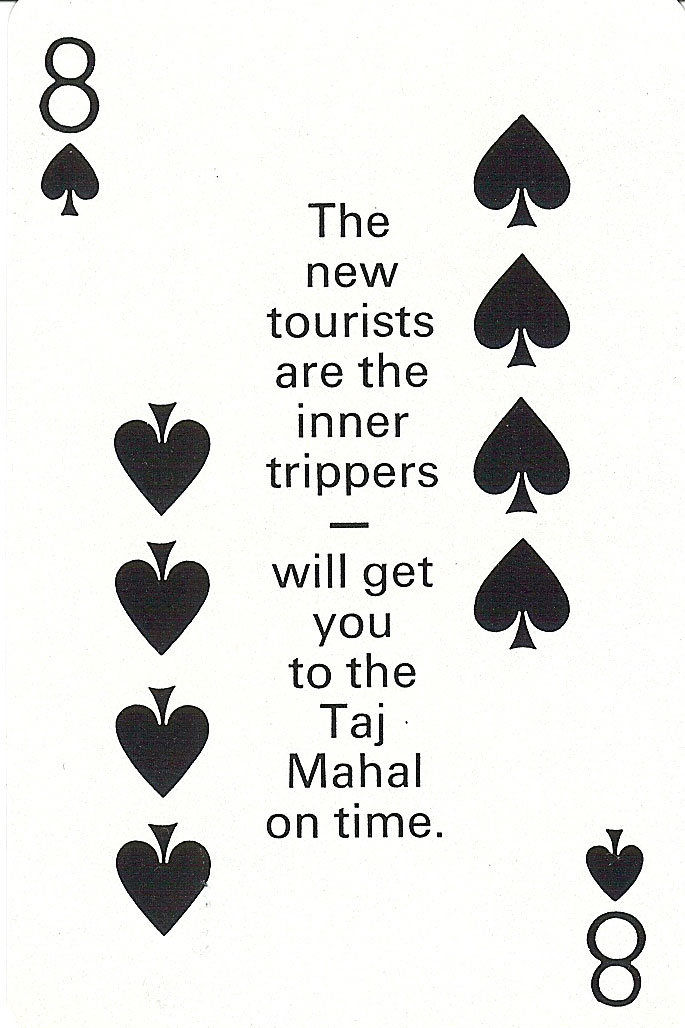 8
The
new
tourists
are the
inner
trippers
—
will get
you
to the
Taj
Mahal
on time.
8